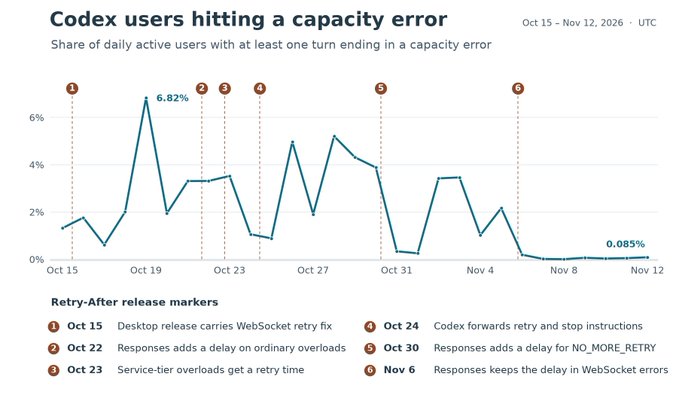 Codex users hitting a capacity error
Oct 15 – Nov 12, 2026 · UTC
Share of daily active users with at least one turn ending in a capacity error
1 2 3 4 5 6
6.82%
6%
4%
2%
0.085%
0%
Oct 15 Oct 19 Oct 23 Oct 27 Oct 31 Nov 4 Nov 8 Nov 12
Retry-After release markers
1 Oct 15 Desktop release carries WebSocket retry fix
2 Oct 22 Responses adds a delay on ordinary overloads
3 Oct 23 Service-tier overloads get a retry time
4 Oct 24 Codex forwards retry and stop instructions
5 Oct 30 Responses adds a delay for NO_MORE_RETRY
6 Nov 6 Responses keeps the delay in WebSocket errors